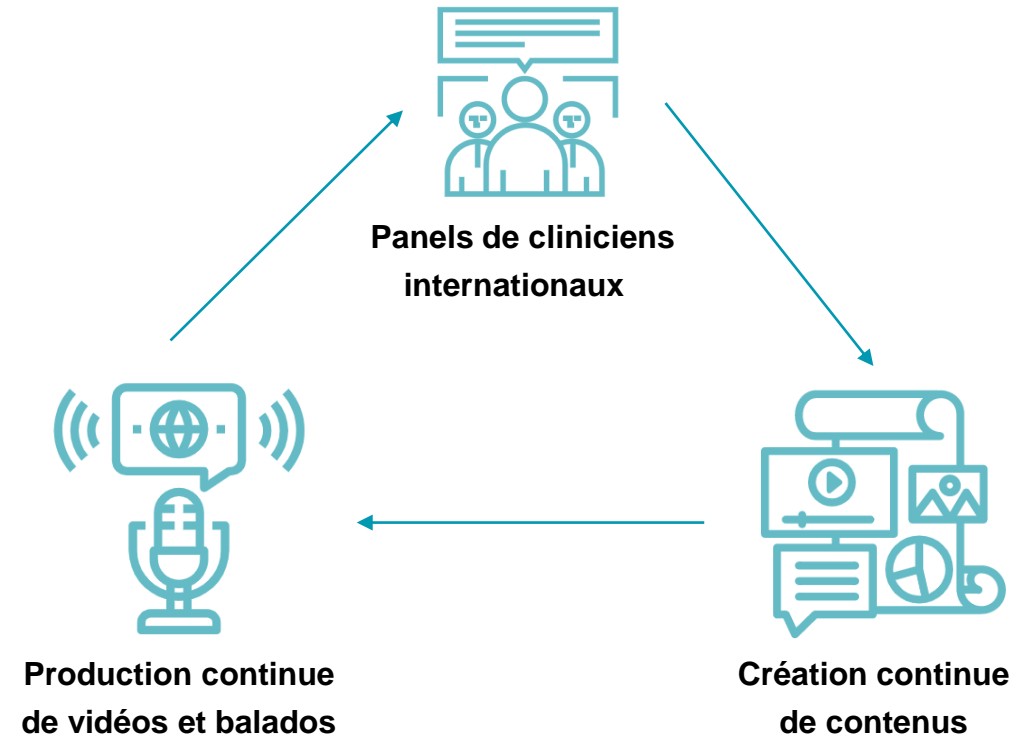 Panels de cliniciens
internationaux
Production continue
de vidéos et balados
Création continue
de contenus